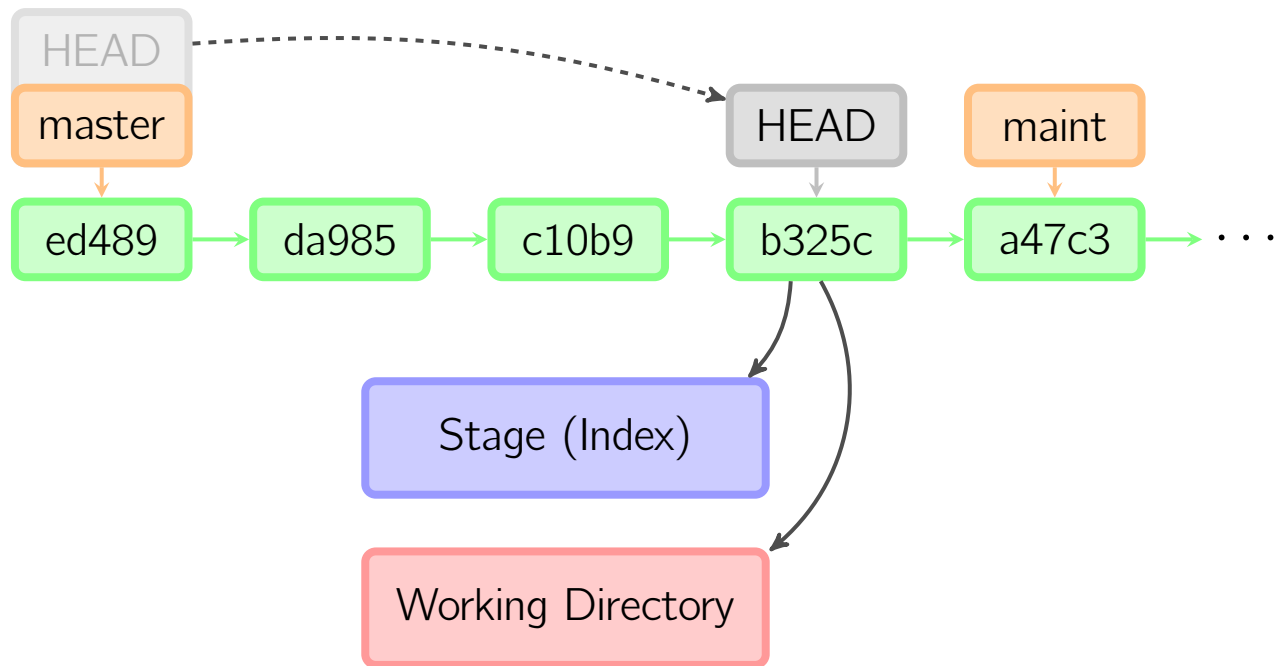 HEAD
master
HEAD
maint
ed489
da985
c10b9
b325c
a47c3
...
Stage (Index)
Working Directory